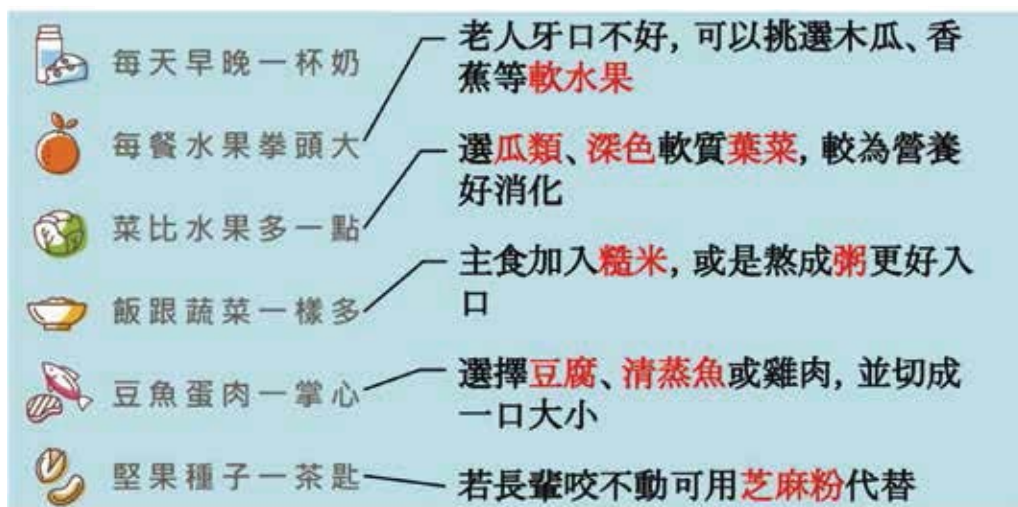 每天早晚一杯奶
每餐水果拳頭大
老人牙口不好, 可以挑選木瓜、香
蕉等軟水果
菜比水果多一點
選瓜類、深色軟質葉菜, 較為營養
好消化
飯跟蔬菜一樣多
主食加入糙米, 或是熬成粥更好入
口
豆魚蛋肉一掌心
選擇豆腐、清蒸魚或雞肉, 並切成
一口大小
堅果種子一茶匙
若長輩咬不動可用芝麻粉代替